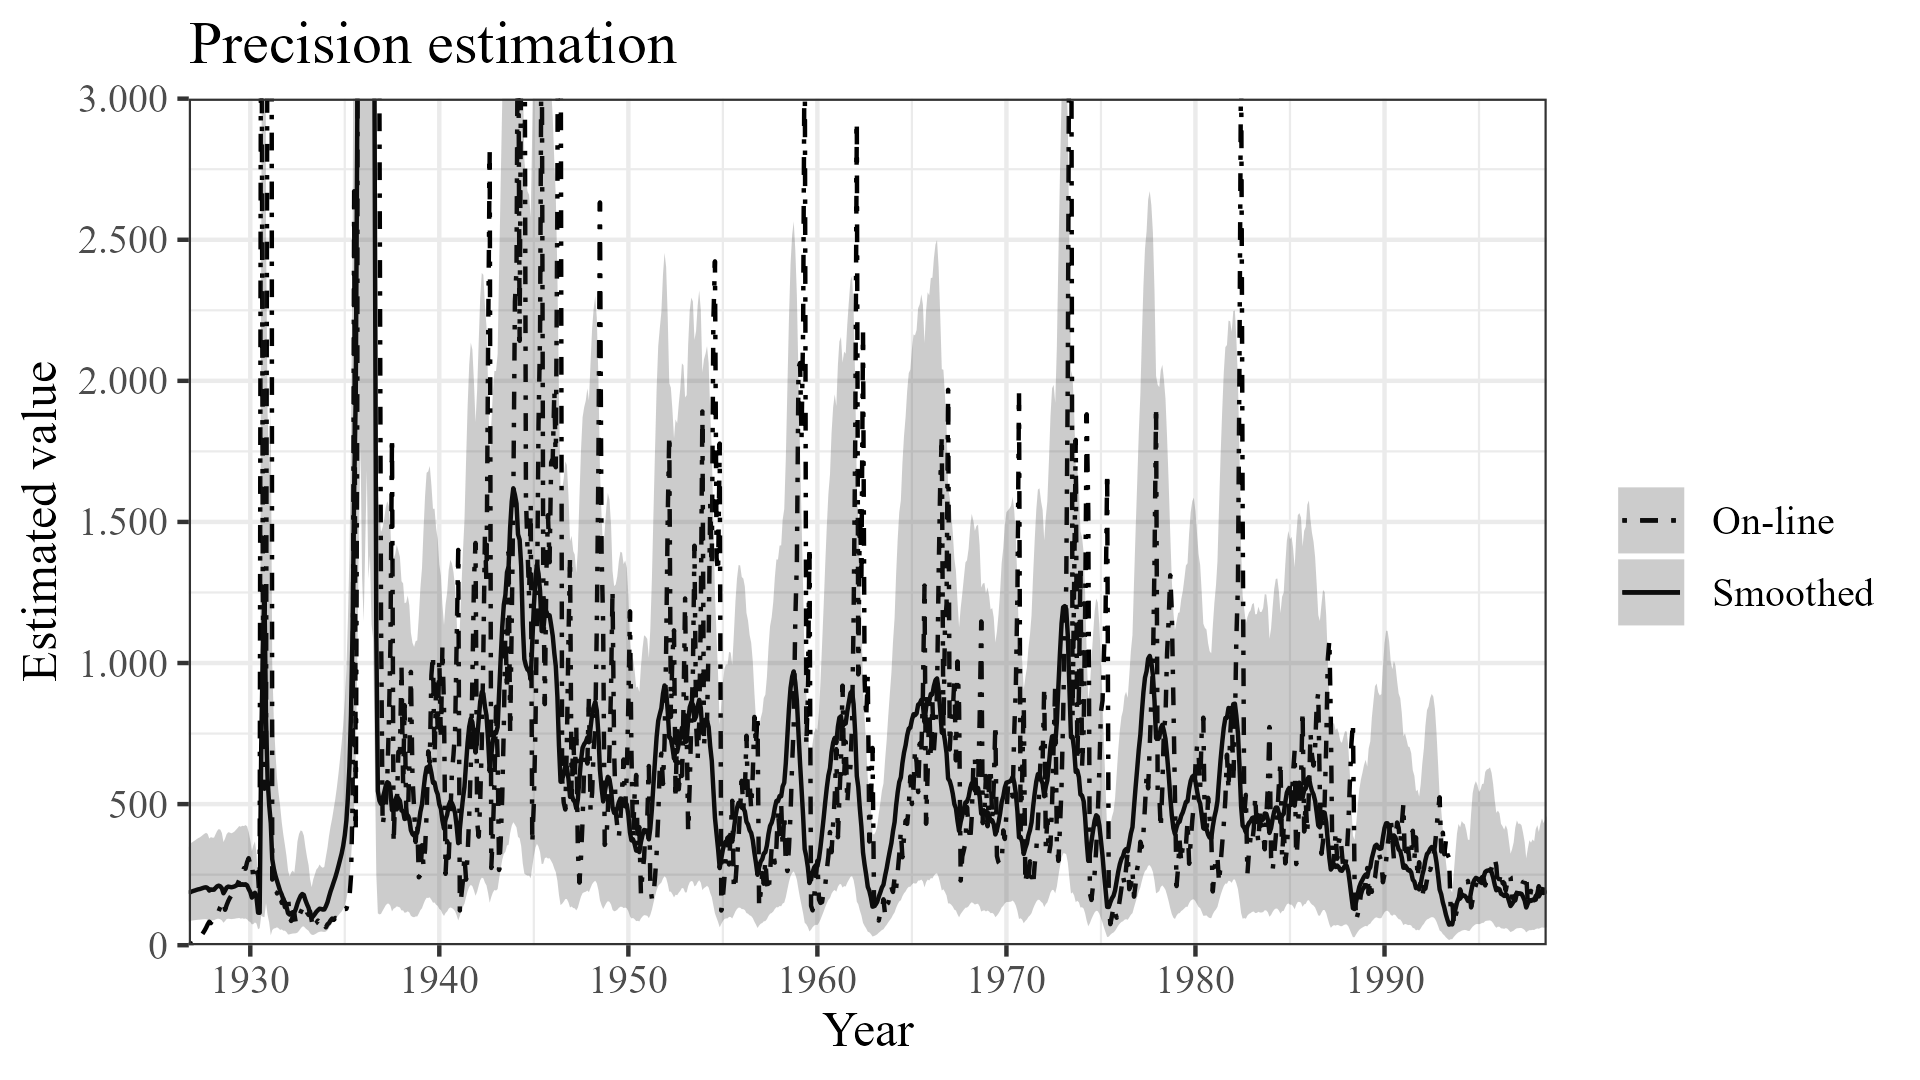 Precision estimation
Estimated value
3.000
2.500
2.000
1.500
1.000
500
0
1930 1940 1950 1960 1970 1980 1990
Year
On-line
Smoothed